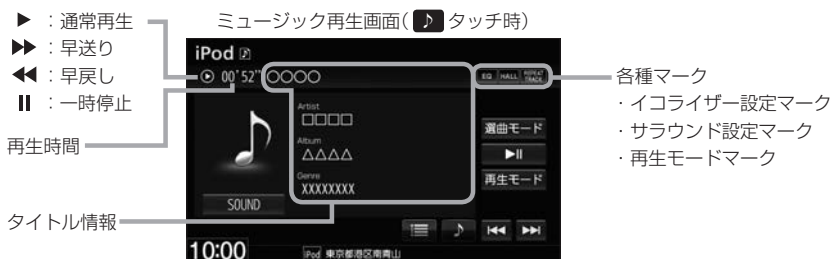 ▶ ：通常再生
▶▶ ：早送り
◀◀ ：早戻し
II ：一時停止
再生時間
タイトル情報
ミュージック再生画面( ♪ タッチ時)
iPod ♪
00'52" ○○○○
EQ HALL REPEAT TRACK
Artist
□□□□
Album
△△△△
Genre
XXXXXXXX
SOUND
選曲モード
▶II
再生モード
10:00
iPod 東京都港区南青山
各種マーク
・イコライザー設定マーク
・サラウンド設定マーク
・再生モードマーク